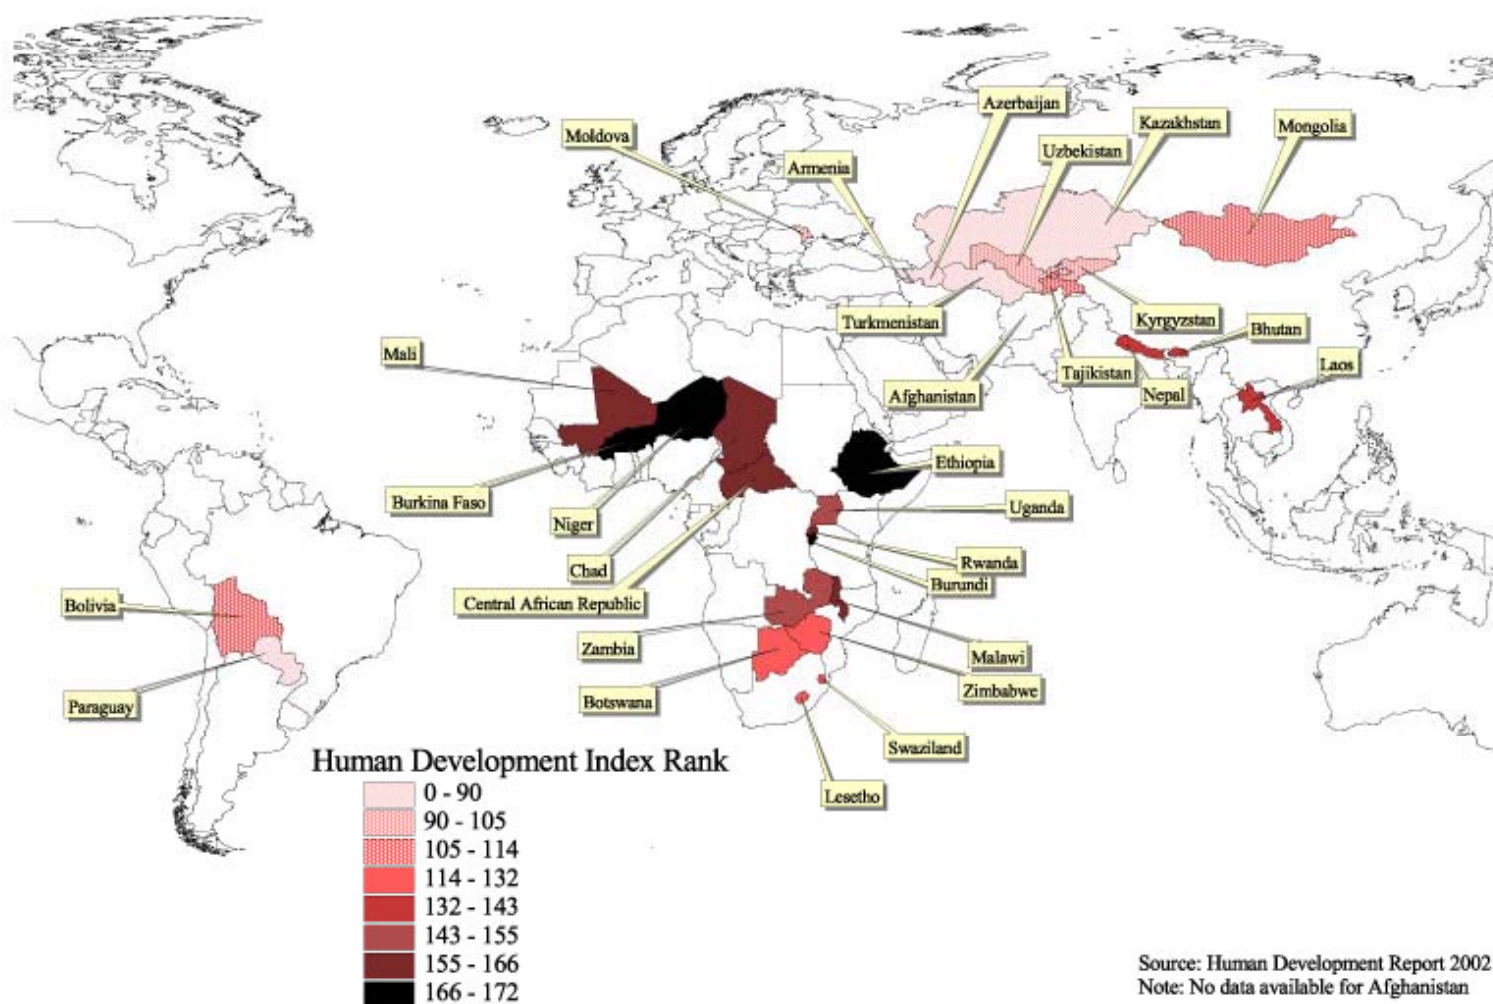 Azerbaijan
Kazakhstan
Mongolia
Moldova
Uzbekistan
Armenia
Turkmenistan
Kyrgyzstan
Bhutan
Mali
Tajikistan
Laos
Afghanistan
Nepal
Ethiopia
Burkina Faso
Niger
Uganda
Chad
Rwanda
Burundi
Bolivia
Central African Republic
Zambia
Malawi
Paraguay
Botswana
Zimbabwe
Swaziland
Lesetho
Human Development Index Rank
0 - 90
90 - 105
105 - 114
114 - 132
132 - 143
143 - 155
155 - 166
166 - 172
Source: Human Development Report 2002
Note: No data available for Afghanistan